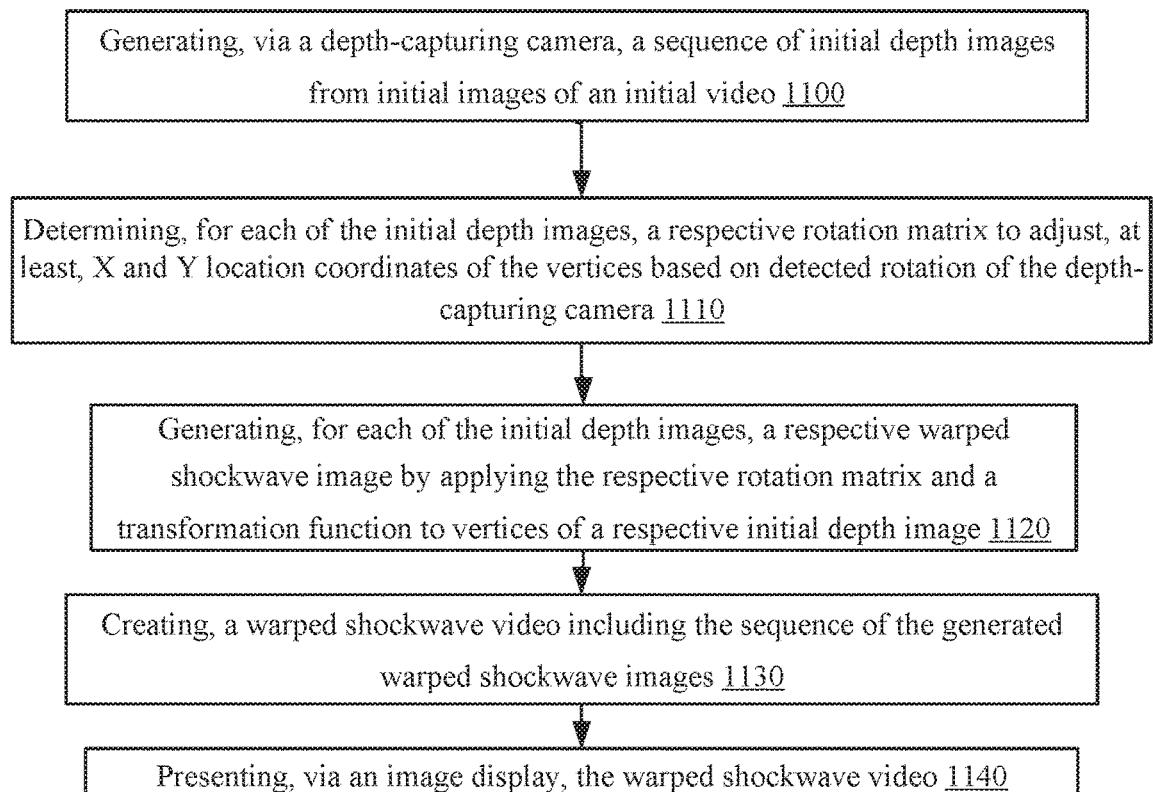 Generating, via a depth-capturing camera, a sequence of initial depth images
from initial images of an initial video 1100
Determining, for each of the initial depth images, a respective rotation matrix to adjust, at
least, X and Y location coordinates of the vertices based on detected rotation of the depth-
capturing camera 1110
Generating, for each of the initial depth images, a respective warped
shockwave image by applying the respective rotation matrix and a
transformation function to vertices of a respective initial depth image 1120
Creating, a warped shockwave video including the sequence of the generated
warped shockwave images 1130
Presenting, via an image display, the warped shockwave video 1140